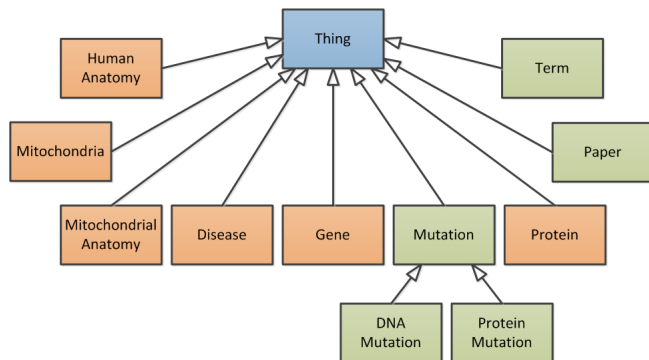 Thing
Human
Anatomy
Term
Mitochondria
Paper
Mitochondrial
Anatomy
Disease
Gene
Mutation
Protein
DNA
Mutation
Protein
Mutation